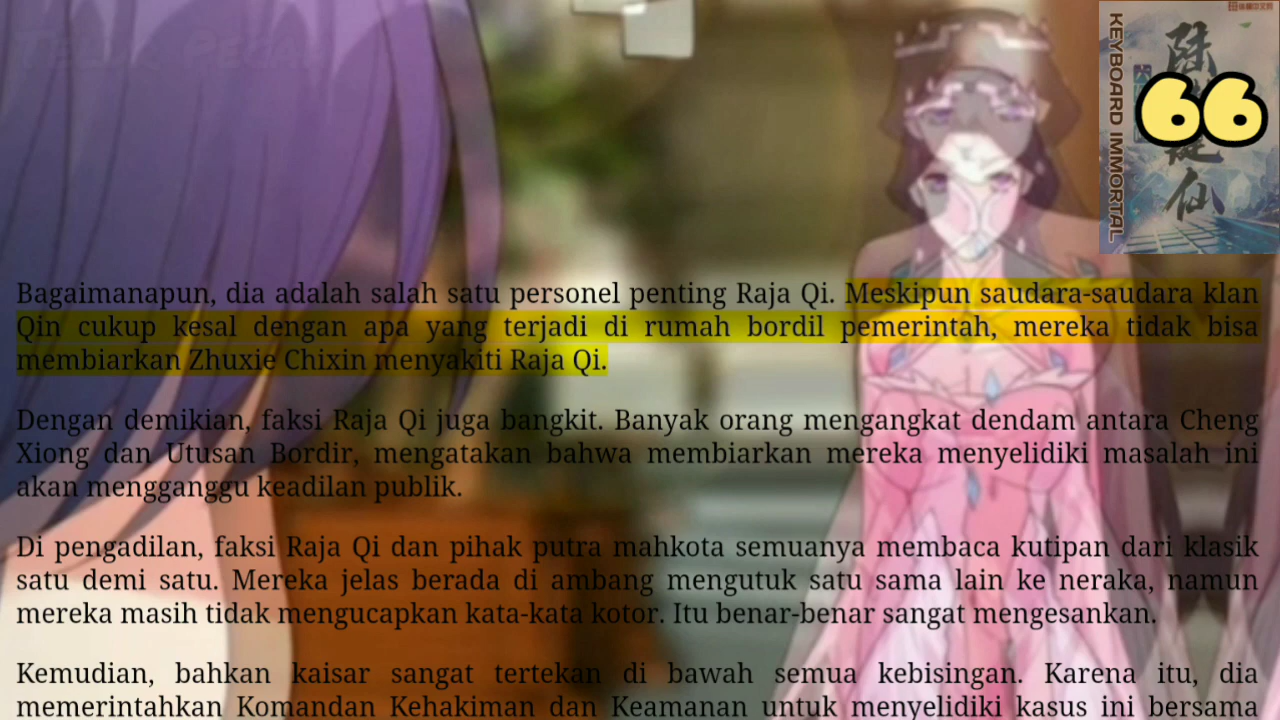 TELUK PECAH
KEYBOARD IMMORTAL
66
仙
Bagaimanapun, dia adalah salah satu personel penting Raja Qi. Meskipun saudara-saudara klan
Qin cukup kesal dengan apa yang terjadi di rumah bordil pemerintah, mereka tidak bisa
membiarkan Zhuxie Chixin menyakiti Raja Qi.
Dengan demikian, faksi Raja Qi juga bangkit. Banyak orang mengangkat dendam antara Cheng
Xiong dan Utusan Bordir, mengatakan bahwa membiarkan mereka menyelidiki masalah ini
akan mengganggu keadilan publik.
Di pengadilan, faksi Raja Qi dan pihak putra mahkota semuanya membaca kutipan dari klasik
satu demi satu. Mereka jelas berada di ambang mengutuk satu sama lain ke neraka, namun
mereka masih tidak mengucapkan kata-kata kotor. Itu benar-benar sangat mengesankan.
Kemudian, bahkan kaisar sangat tertekan di bawah semua kebisingan. Karena itu, dia
memerintahkan Komandan Kehakiman dan Keamanan untuk menyelidiki kasus ini bersama